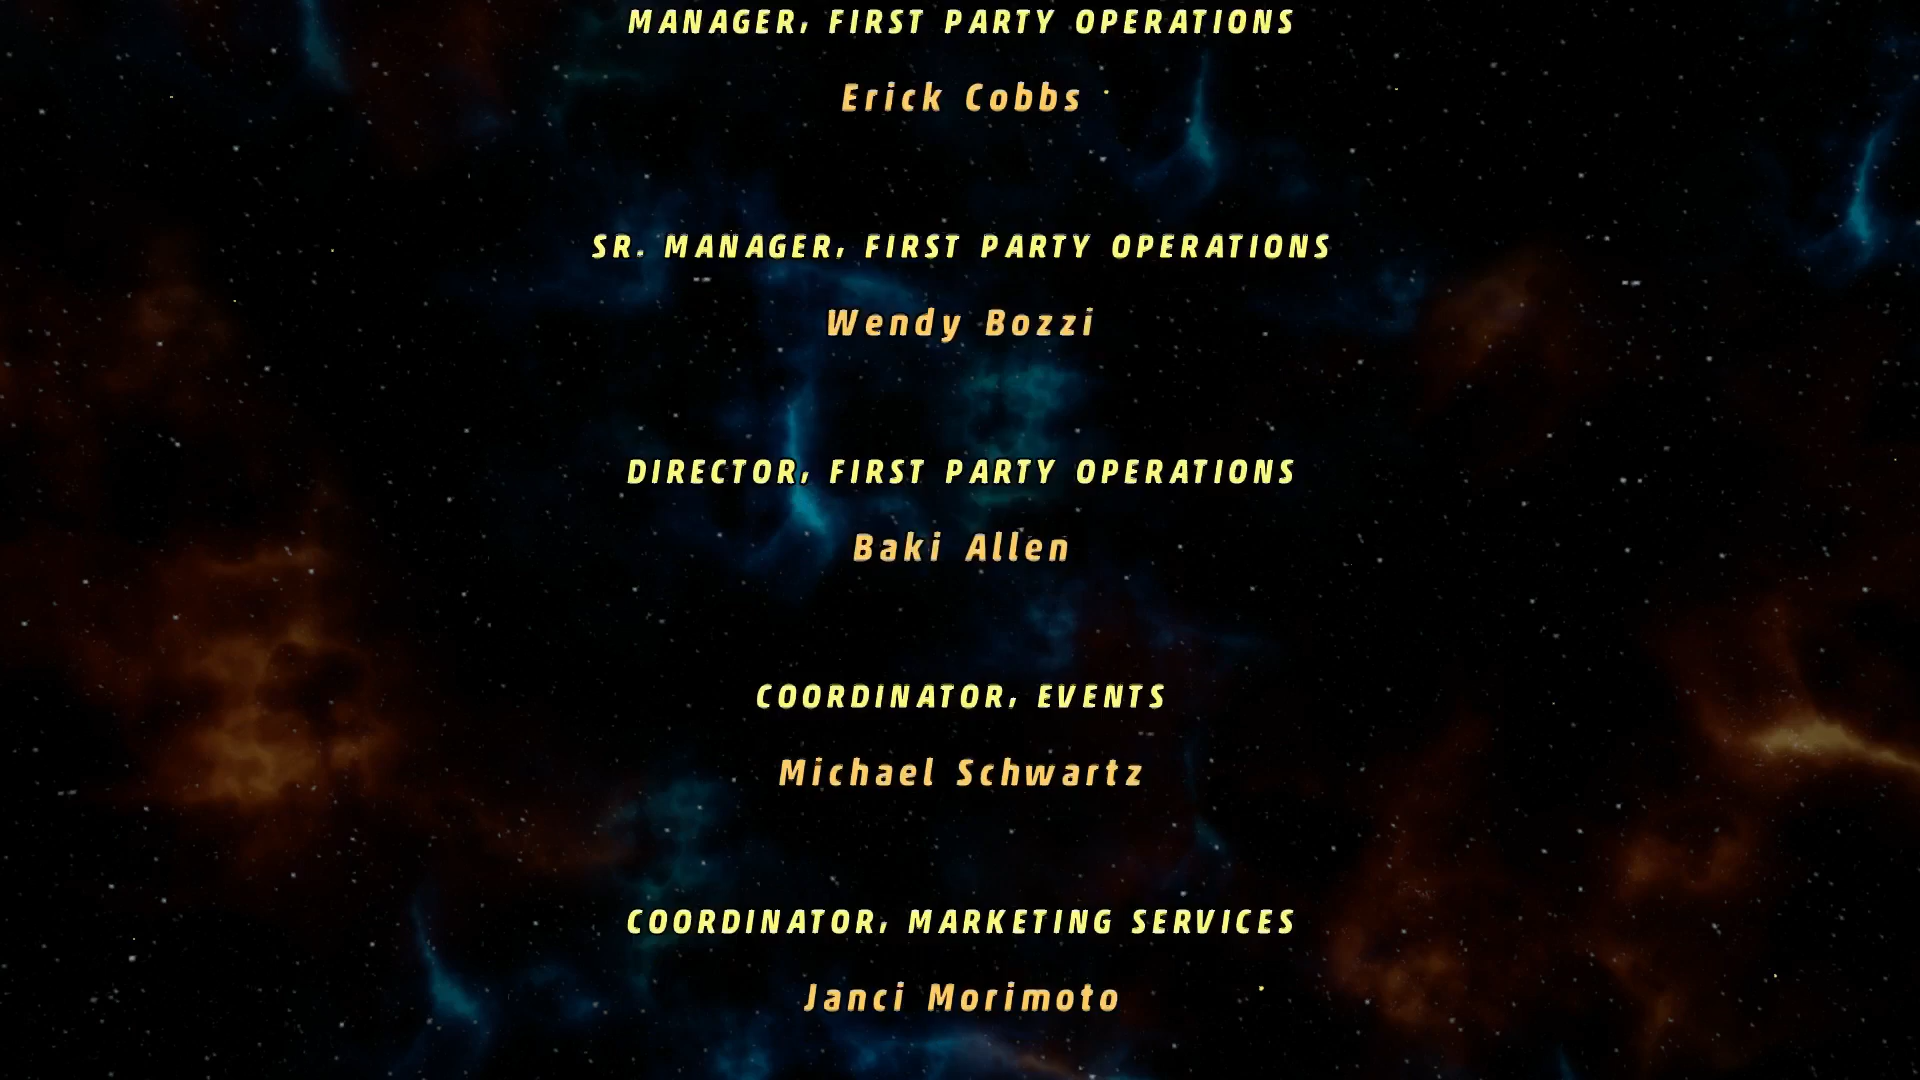 MANAGER, FIRST PARTY OPERATIONS
Erick Cobbs
SR. MANAGER, FIRST PARTY OPERATIONS
Wendy Bozzi
DIRECTOR, FIRST PARTY OPERATIONS
Baki Allen
COORDINATOR, EVENTS
Michael Schwartz
COORDINATOR, MARKETING SERVICES
Janci Morimoto